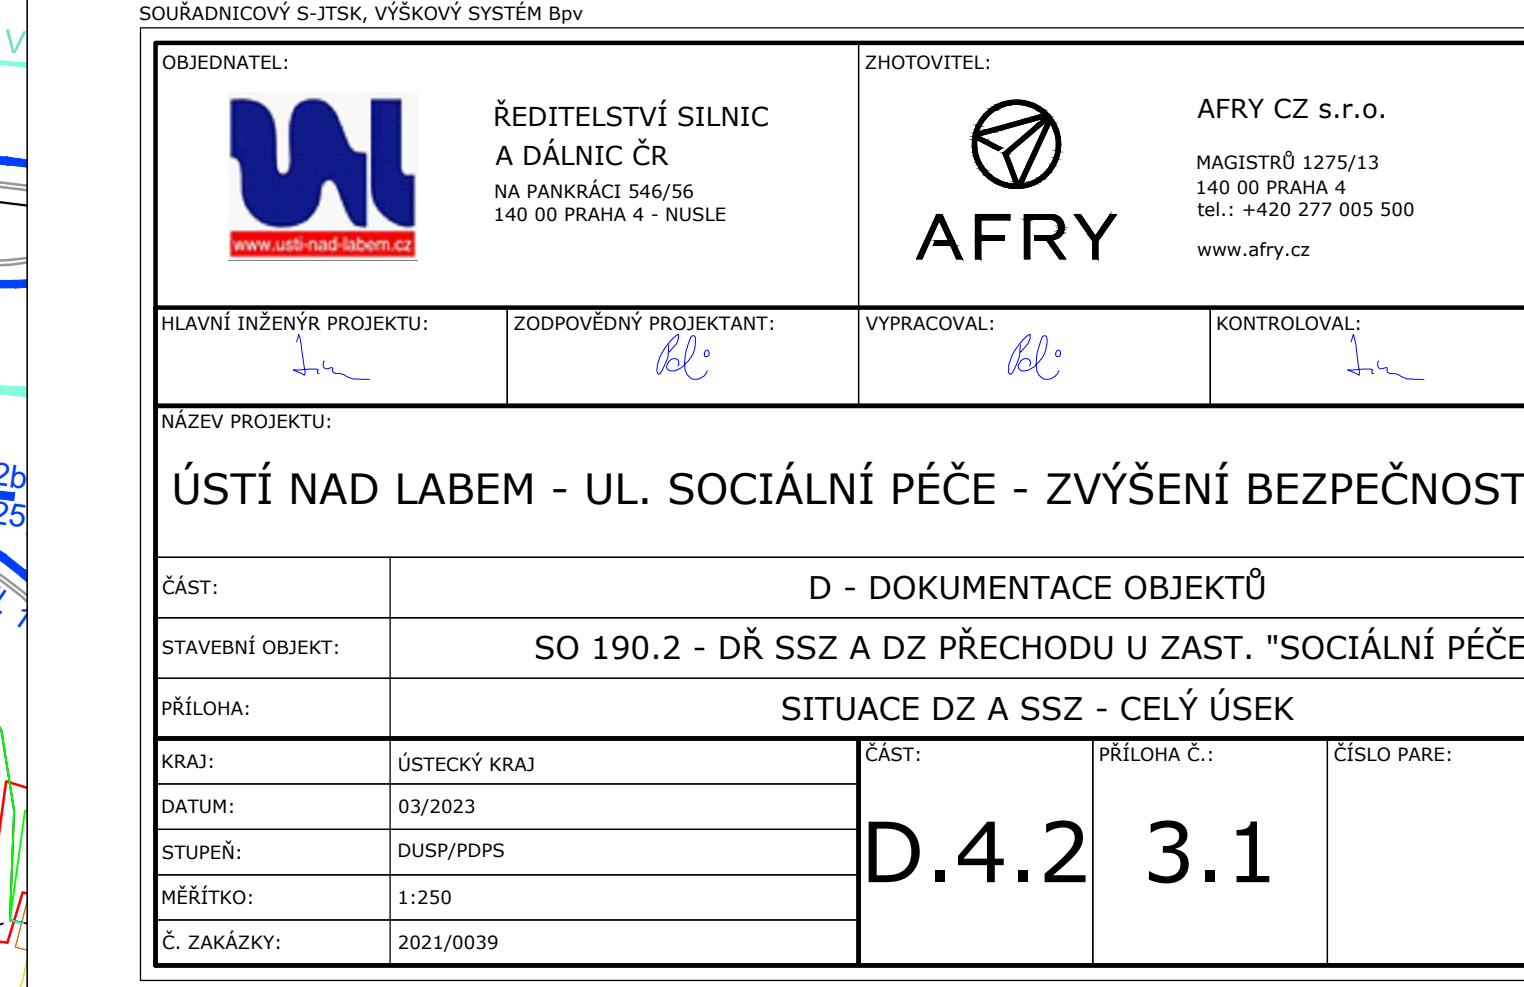 SOUŘADNICOVÝ S-JTSK, VÝŠKOVÝ SYSTÉM Bpv
OBJEDNATEL:
www.usti-nad-labem.cz
ŘEDITELSTVÍ SILNIC
A DÁLNIC ČR
NA PANKRÁCI 546/56
140 00 PRAHA 4 - NUSLE
ZHOTOVITEL:
AFRY
AFRY CZ s.r.o.
MAGISTRŮ 1275/13
140 00 PRAHA 4
tel.: +420 277 005 500
www.afry.cz
HLAVNÍ INŽENÝR PROJEKTU:
ZODPOVĚDNÝ PROJEKTANT:
VYPRACOVAL:
KONTROLOVAL:
NÁZEV PROJEKTU:
ÚSTÍ NAD LABEM - UL. SOCIÁLNÍ PÉČE - ZVÝŠENÍ BEZPEČNOST
ČÁST:
D - DOKUMENTACE OBJEKTŮ
STAVEBNÍ OBJEKT:
SO 190.2 - DŘ SSZ A DZ PŘECHODU U ZAST. "SOCIÁLNÍ PÉČE
PŘÍLOHA:
SITUACE DZ A SSZ - CELÝ ÚSEK
KRAJ:
ÚSTECKÝ KRAJ
DATUM:
03/2023
STUPEŇ:
DUSP/PDPS
MĚŘÍTKO:
1:250
Č. ZAKÁZKY:
2021/0039
ČÁST:
D.4.2
PŘÍLOHA Č.:
3.1
ČÍSLO PARE:
V
2b
25